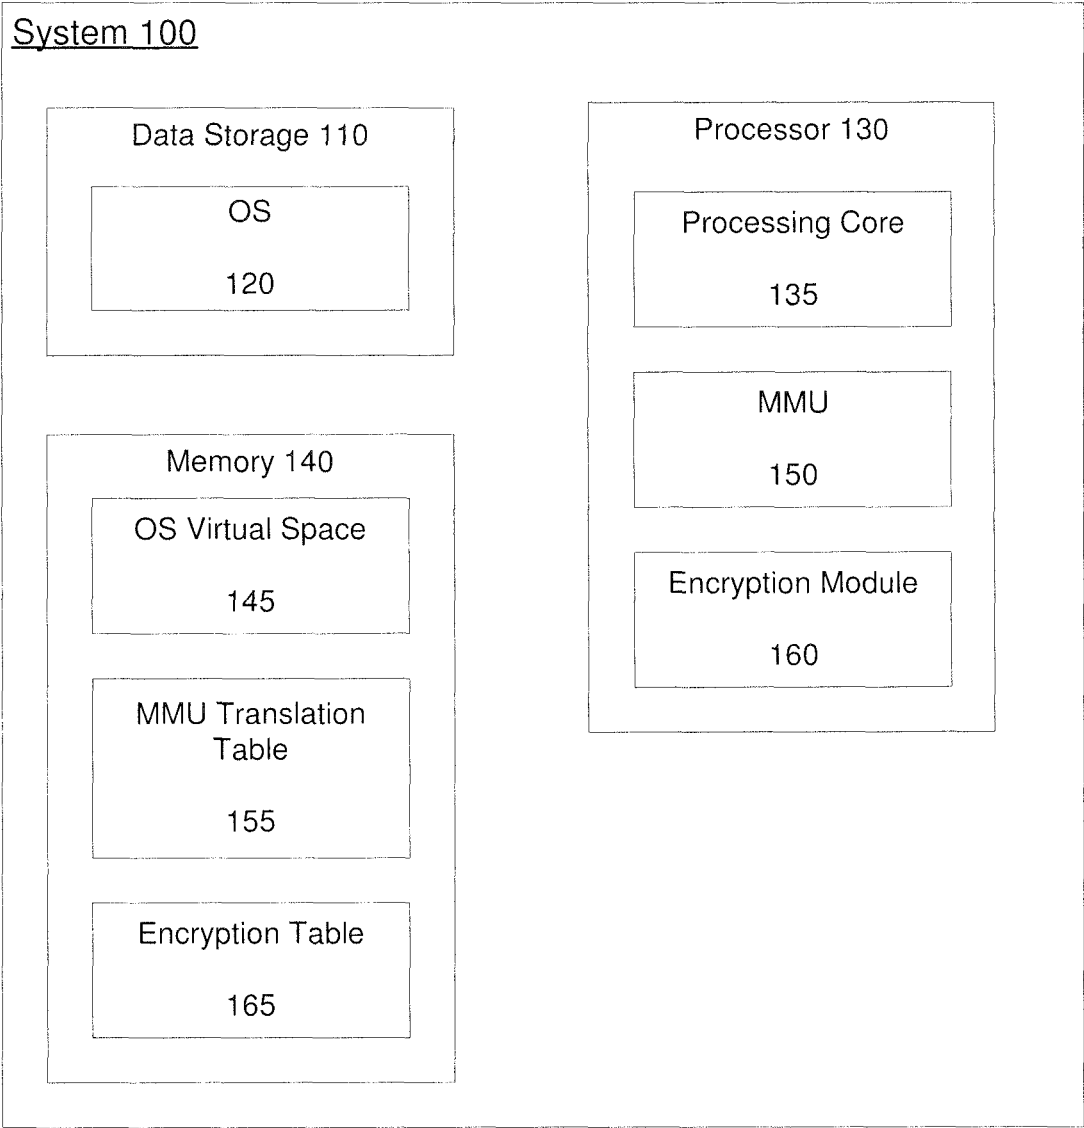 System 100
Data Storage 110
OS
120
Memory 140
OS Virtual Space
145
MMU Translation
Table
155
Encryption Table
165
Processor 130
Processing Core
135
MMU
150
Encryption Module
160